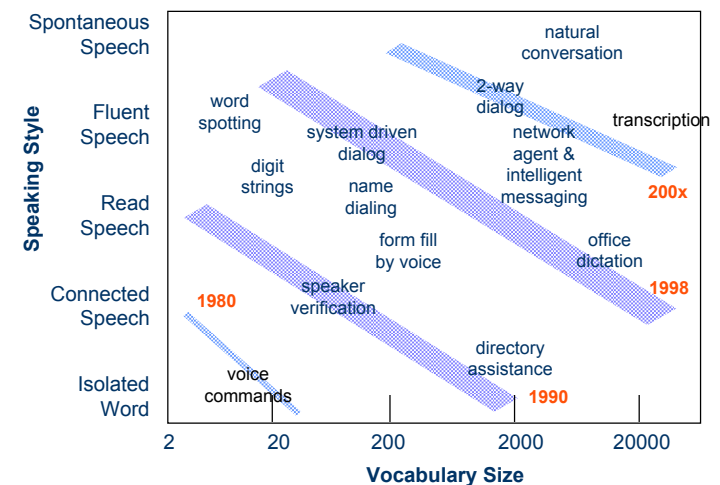 Spontaneous
Speech
Fluent
Speech
Read
Speech
Connected
Speech
Isolated
Word
Speaking Style
natural
conversation
2-way
dialog
transcription
word
spotting
system driven
dialog
network
agent &
intelligent
messaging
digit
strings
name
dialing
200x
form fill
by voice
office
dictation
speaker
verification
1998
1980
directory
assistance
voice
commands
1990
2
20
200
2000
20000
Vocabulary Size